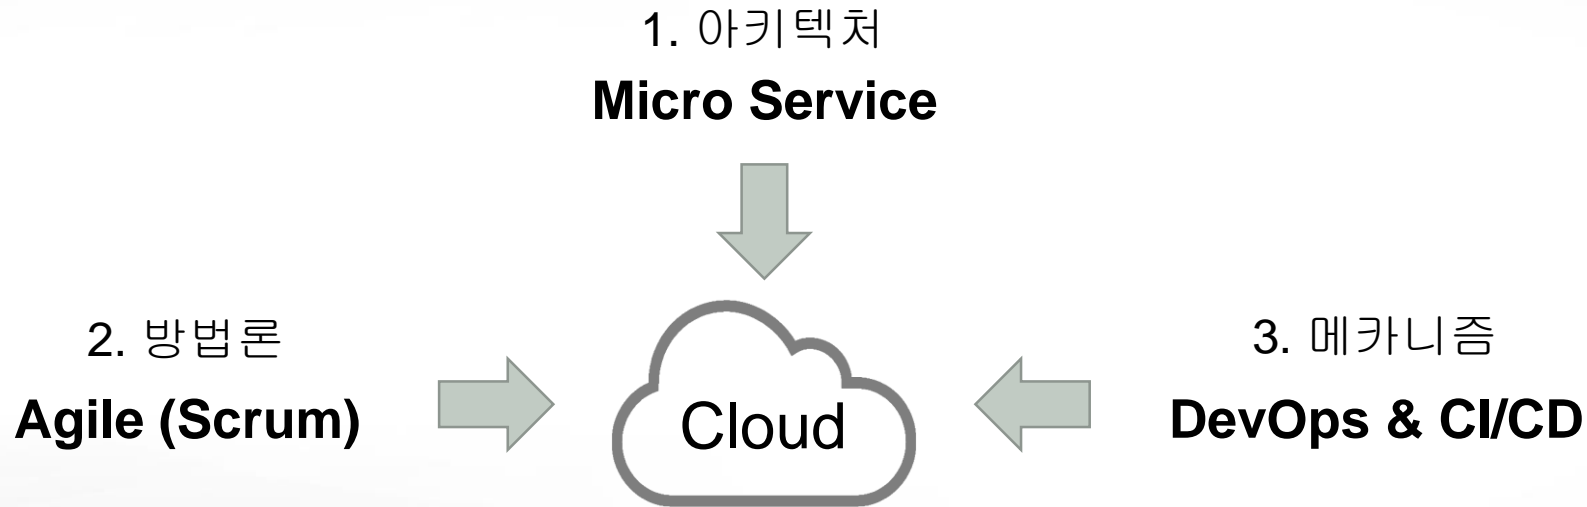 1. 아키텍처
Micro Service
2. 방법론
Agile (Scrum)
Cloud
3. 메카니즘
DevOps & CI/CD